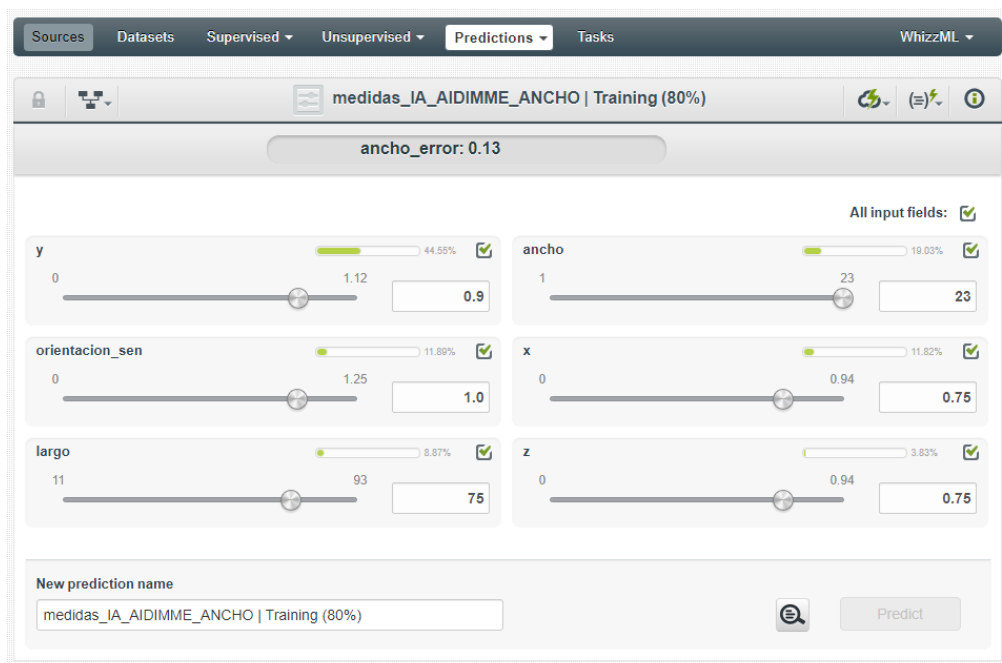 Sources Datasets Supervised Unsupervised Predictions Tasks WhizzML
medidas_IA_AIDIMME_ANCHO | Training (80%)
ancho_error: 0.13
All input fields:
y 44.55%
0 1.12
0.9
ancho 19.03%
1 23
23
orientacion_sen 11.89%
0 1.25
1.0
x 11.82%
0 0.94
0.75
largo 8.87%
11 93
75
z 3.83%
0 0.94
0.75
New prediction name
medidas_IA_AIDIMME_ANCHO | Training (80%)
Predict